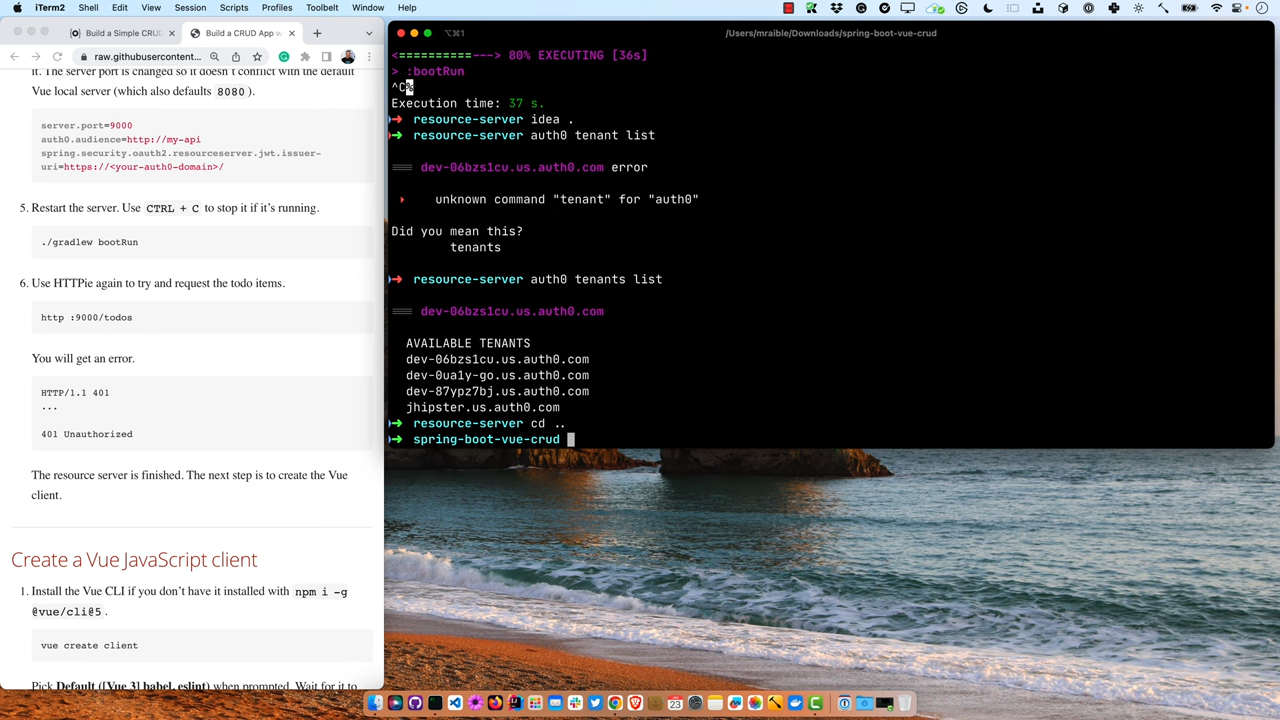 iTerm2 Shell Edit View Session Scripts Profiles Toolbelt Window Help
Build a Simple CRUD
Build a CRUD App w
raw.githubusercontent...
it. The server port is changed so it doesn't conflict with the default
Vue local server (which also defaults 8080 ).
server.port=9000
auth0.audience=http://my-api
spring.security.oauth2.resourceserver.jwt.issuer-
uri=https://<your-auth0-domain>/
5. Restart the server. Use CTRL + C to stop it if it's running.
./gradlew bootRun
6. Use HTTPie again to try and request the todo items.
http :9000/todos
You will get an error.
HTTP/1.1 401
...
401 Unauthorized
The resource server is finished. The next step is to create the Vue
client.
Create a Vue JavaScript client
1. Install the Vue CLI if you don't have it installed with npm i -g
@vue/cli@5 .
vue create client
Pick Default ([Vue 3] babel, eslint) when prompted. Wait for it to
⌥⌘1
/Users/mraible/Downloads/spring-boot-vue-crud
<==========---> 80% EXECUTING [36s]
> :bootRun
^C%
Execution time: 37 s.
➜ resource-server idea .
➜ resource-server auth0 tenant list
=== dev-06bzs1cu.us.auth0.com error
▸ unknown command "tenant" for "auth0"
Did you mean this?
tenants
➜ resource-server auth0 tenants list
=== dev-06bzs1cu.us.auth0.com
AVAILABLE TENANTS
dev-06bzs1cu.us.auth0.com
dev-0ua1y-go.us.auth0.com
dev-87ypz7bj.us.auth0.com
jhipster.us.auth0.com
➜ resource-server cd ..
➜ spring-boot-vue-crud
23